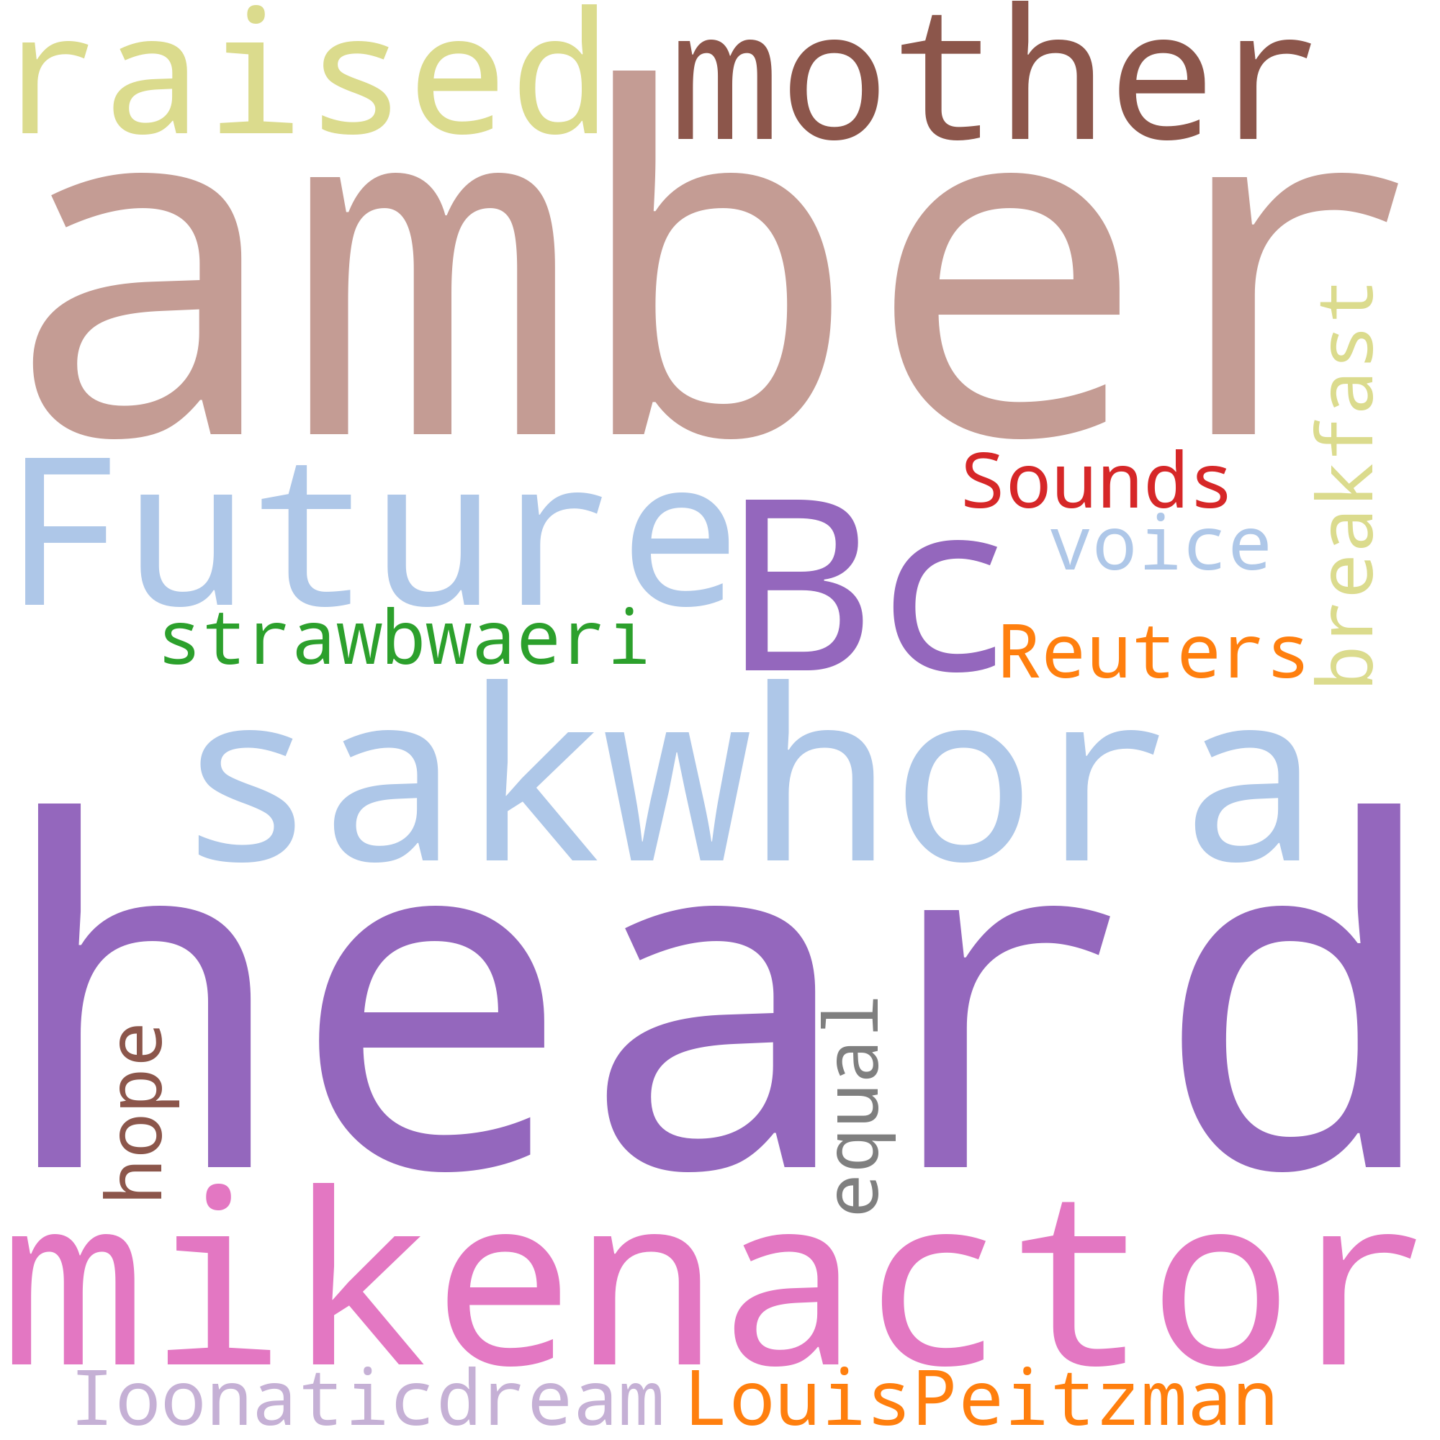 raised mother
amber
breakfast
Future
Bc
Sounds
voice
strawbwaeri
Reuters
sakwhora
heard
hope
equal
mikenactor
Ioonaticdream LouisPeitzman